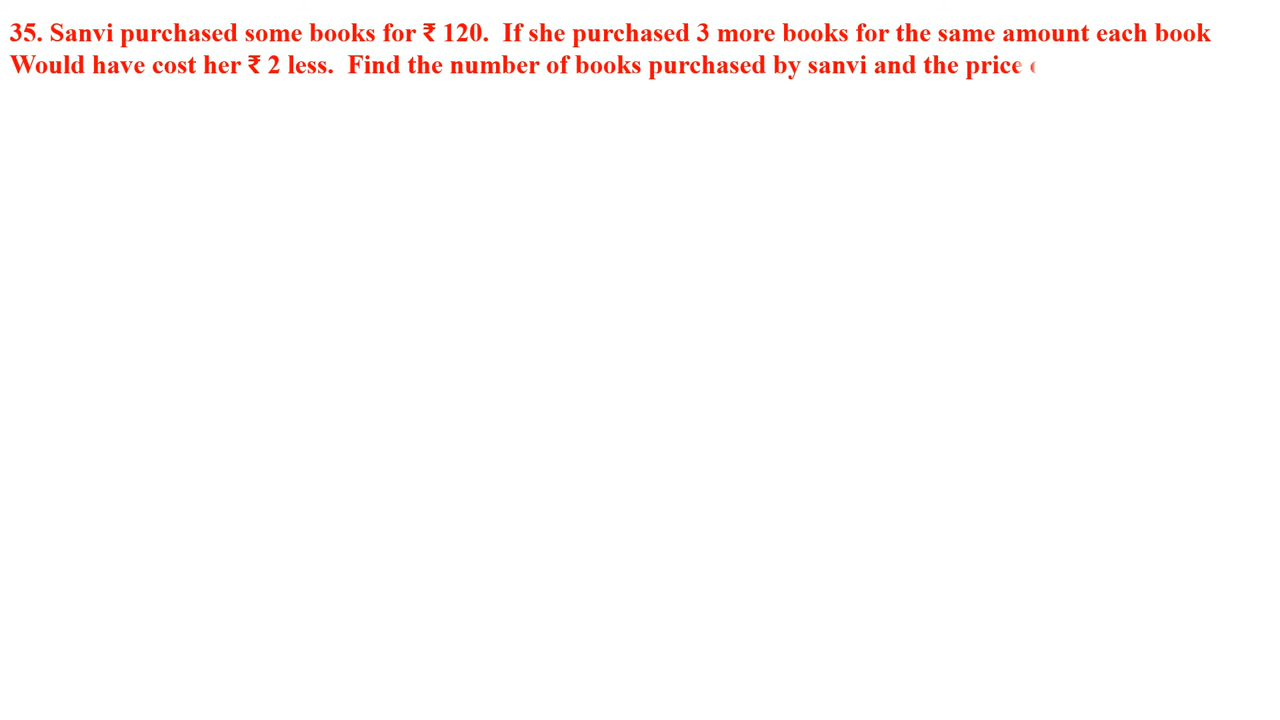 35. Sanvi purchased some books for ₹ 120. If she purchased 3 more books for the same amount each book
Would have cost her ₹ 2 less. Find the number of books purchased by sanvi and the price